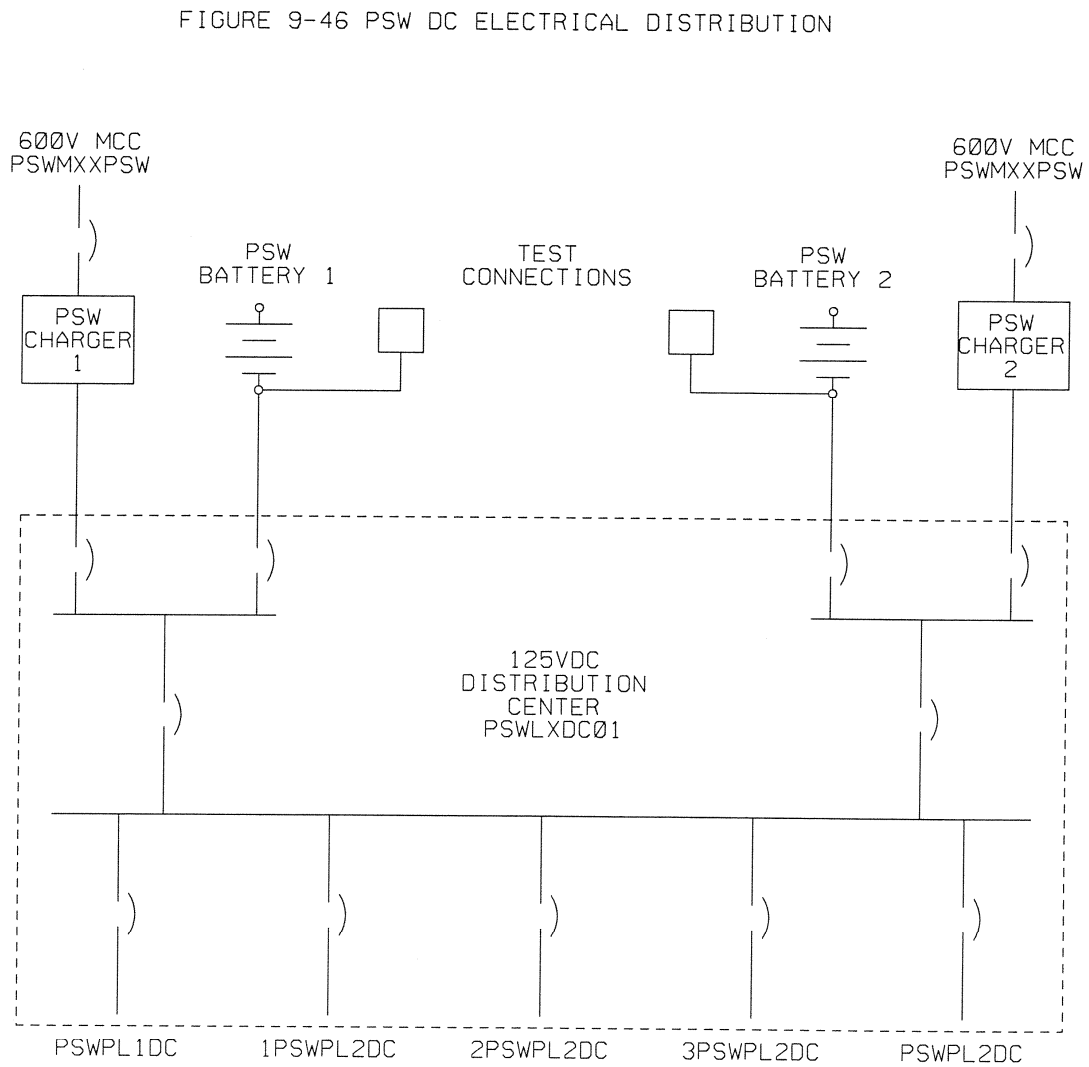 FIGURE 9-46 PSW DC ELECTRICAL DISTRIBUTION
600V MCC
PSWMXXPSW
600V MCC
PSWMXXPSW
PSW
BATTERY 1
TEST
CONNECTIONS
PSW
BATTERY 2
PSW
CHARGER
1
PSW
CHARGER
2
125VDC
DISTRIBUTION
CENTER
PSWLXDC01
PSWPL1DC
1PSWPL2DC
2PSWPL2DC
3PSWPL2DC
PSWPL2DC